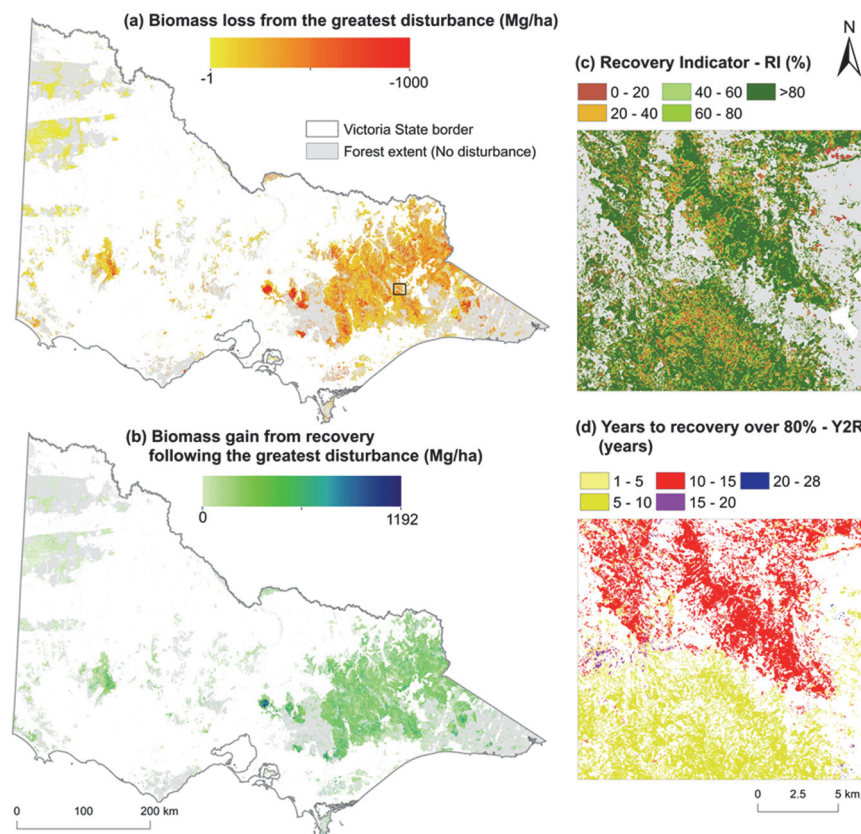 (a) Biomass loss from the greatest disturbance (Mg/ha)
-1
-1000
Victoria State border
Forest extent (No disturbance)
N
(c) Recovery Indicator - RI (%)
0 - 20
40 - 60
>80
20 - 40
60 - 80
(b) Biomass gain from recovery
following the greatest disturbance (Mg/ha)
0
1192
(d) Years to recovery over 80% - Y2R
(years)
1 - 5
10 - 15
20 - 28
5 - 10
15 - 20
0
100
200 km
0
2.5
5 km